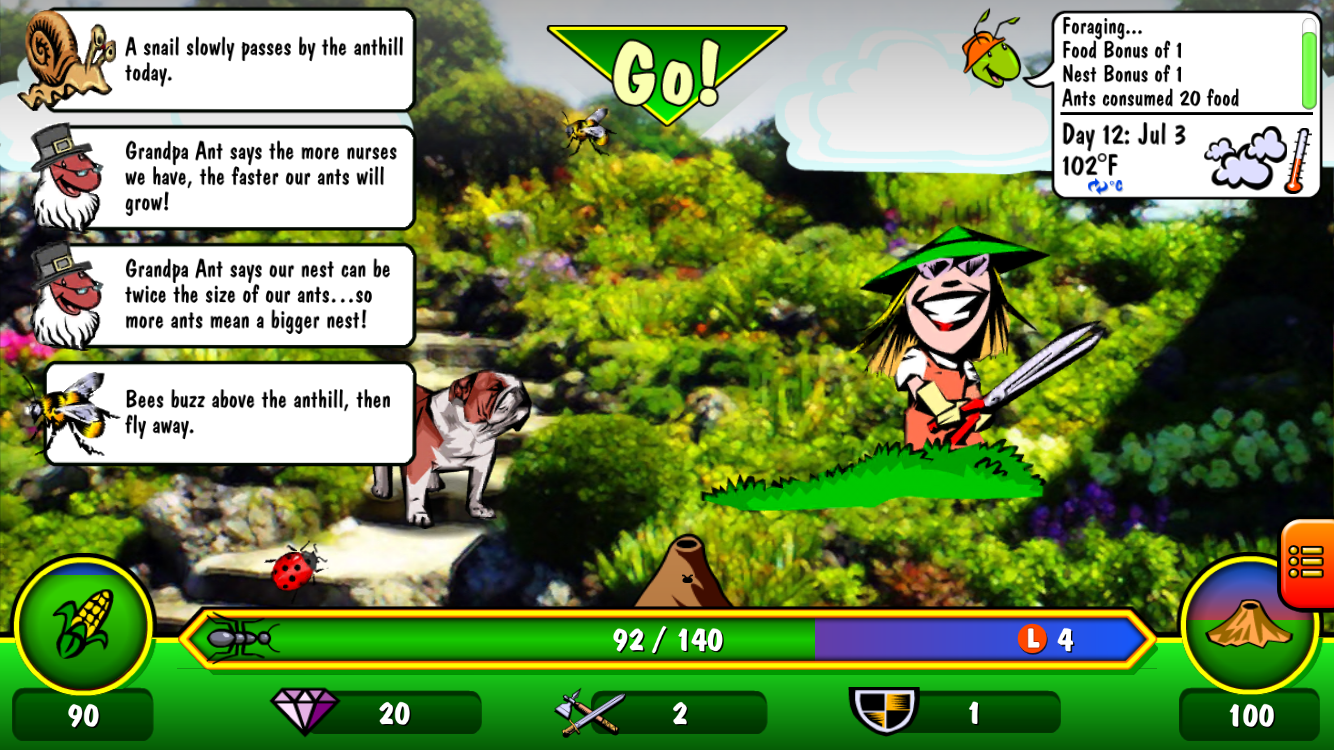 A snail slowly passes by the anthill
today.
Grandpa Ant says the more nurses
we have, the faster our ants will
grow!
Grandpa Ant says our nest can be
twice the size of our ants...so
more ants mean a bigger nest!
Bees buzz above the anthill, then
fly away.
Go!
Foraging...
Food Bonus of 1
Nest Bonus of 1
Ants consumed 20 food
Day 12: Jul 3
102°F
°C
92 / 140
L 4
90
20
2
1
100